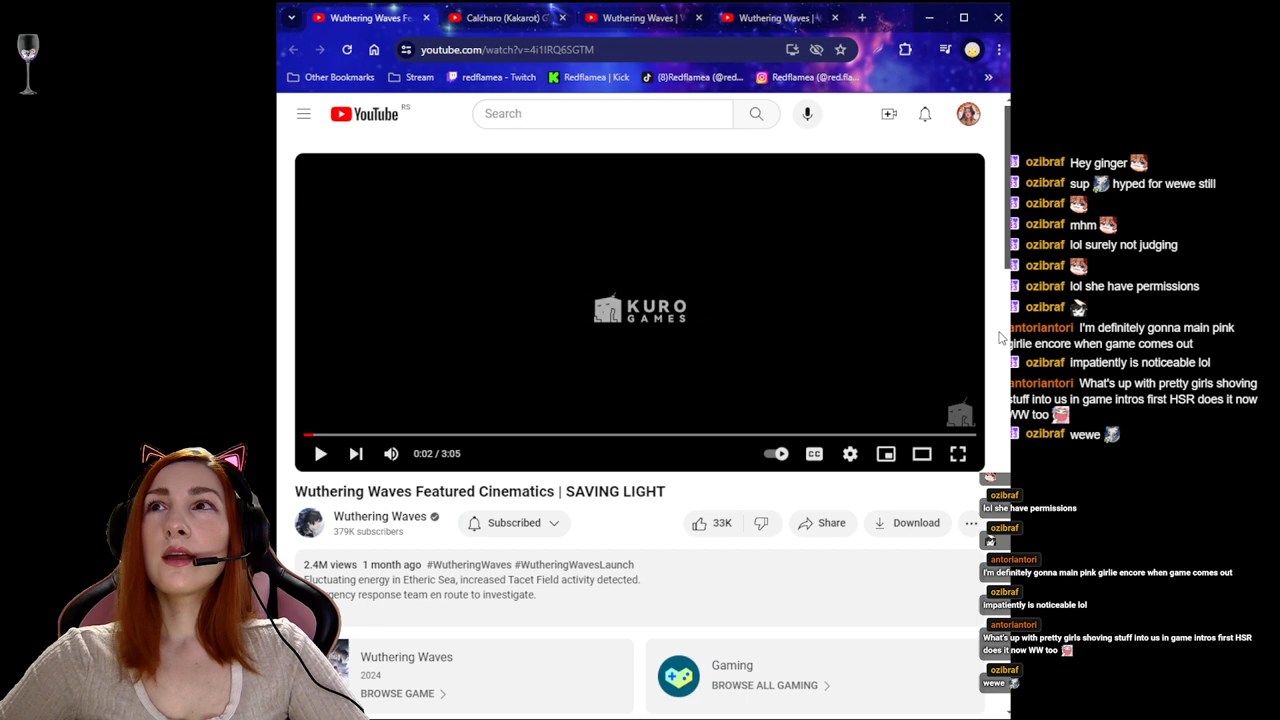 Wuthering Waves Fe
Calcharo (Kakarot) G
Wuthering Waves | V
Wuthering Waves |
youtube.com/watch?v=4i1IRQ6SGTM
Other Bookmarks
Stream
redflamea - Twitch
Redflamea | Kick
(8)Redflamea (@red...
Redflamea (@red.fla...
YouTube RS
Search
KURO
GAMES
0:02 / 3:05
CC
Wuthering Waves Featured Cinematics | SAVING LIGHT
Wuthering Waves
379K subscribers
Subscribed
33K
Share
Download
2.4M views 1 month ago #WutheringWaves #WutheringWavesLaunch
Fluctuating energy in Etheric Sea, increased Tacet Field activity detected.
gency response team en route to investigate.
Wuthering Waves
2024
BROWSE GAME
Gaming
BROWSE ALL GAMING
ozibraf Hey ginger
ozibraf sup hyped for wewe still
ozibraf
ozibraf mhm
ozibraf lol surely not judging
ozibraf
ozibraf lol she have permissions
ozibraf
antoriantori I'm definitely gonna main pink
girlie encore when game comes out
ozibraf impatiently is noticeable lol
antoriantori What's up with pretty girls shoving
stuff into us in game intros first HSR does it now
WW too
ozibraf wewe
ozibraf
lol she have permissions
ozibraf
antoriantori
I'm definitely gonna main pink girlie encore when game comes out
ozibraf
impatiently is noticeable lol
antoriantori
What's up with pretty girls shoving stuff into us in game intros first HSR
does it now WW too
ozibraf
wewe